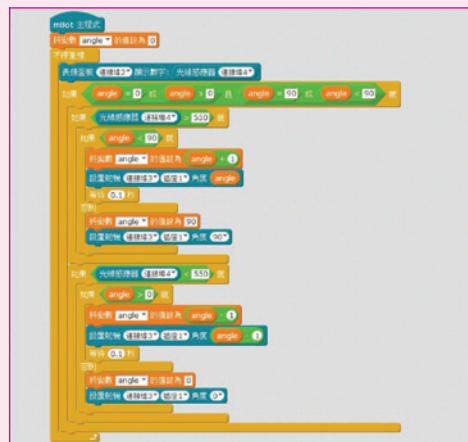 mBot 主程式
將變數 angle 的值設為 0
不停重複
表情面板 連接埠2 顯示數字: 光線感應器 連接埠4
如果 angle = 0 或 angle > 0 且 angle = 90 或 angle < 90 就
如果 光線感應器 連接埠4 > 550 就
如果 angle < 90 就
將變數 angle 的值設為 angle + 1
設置舵機 連接埠3 插座1 角度 angle
等待 0.1 秒
否則
將變數 angle 的值設為 90
設置舵機 連接埠3 插座1 角度 90
如果 光線感應器 連接埠4 < 550 就
如果 angle > 0 就
將變數 angle 的值設為 angle - 1
設置舵機 連接埠3 插座1 角度 angle - 1
等待 0.1 秒
否則
將變數 angle 的值設為 0
設置舵機 連接埠3 插座1 角度 0